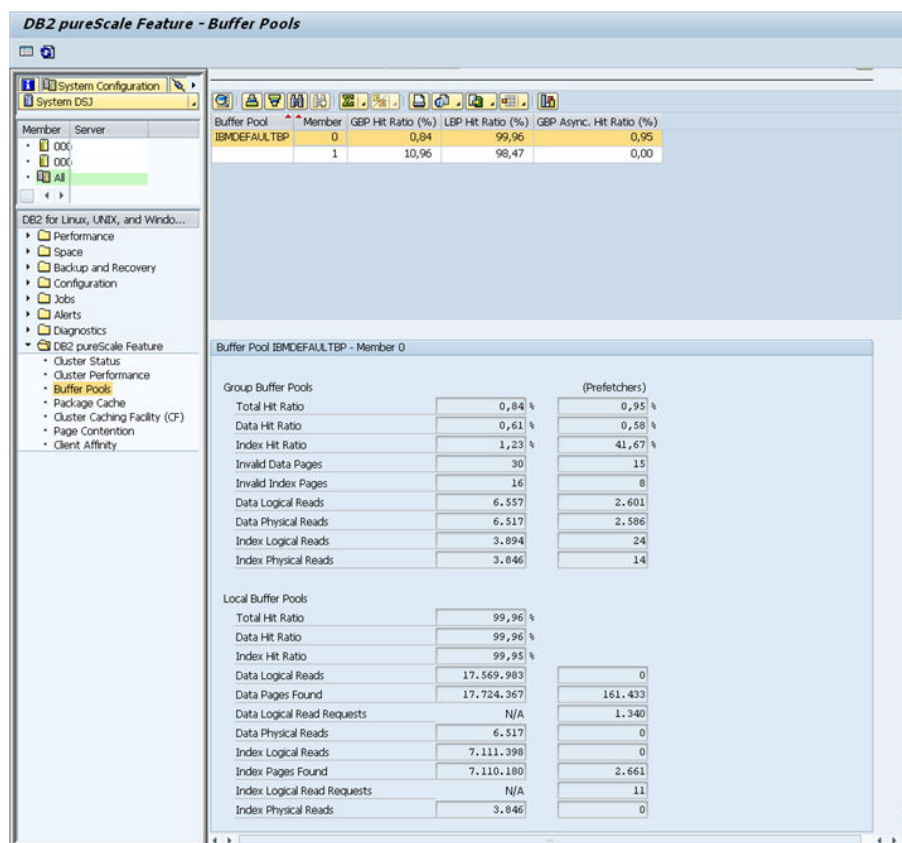 DB2 pureScale Feature - Buffer Pools
System Configuration
System DSJ
Member Server
000
000
All
DB2 for Linux, UNIX, and Windo...
Performance
Space
Backup and Recovery
Configuration
Jobs
Alerts
Diagnostics
DB2 pureScale Feature
Cluster Status
Cluster Performance
Buffer Pools
Package Cache
Cluster Caching Facility (CF)
Page Contention
Client Affinity
Buffer Pool Member GBP Hit Ratio (%) LBP Hit Ratio (%) GBP Async. Hit Ratio (%)
IBMDEFAULTBP 0 0,84 99,96 0,95
1 10,96 98,47 0,00
Buffer Pool IBMDEFAULTBP - Member 0
Group Buffer Pools (Prefetchers)
Total Hit Ratio 0,84 % 0,95 %
Data Hit Ratio 0,61 % 0,58 %
Index Hit Ratio 1,23 % 41,67 %
Invalid Data Pages 30 15
Invalid Index Pages 16 8
Data Logical Reads 6.557 2.601
Data Physical Reads 6.517 2.586
Index Logical Reads 3.894 24
Index Physical Reads 3.846 14
Local Buffer Pools
Total Hit Ratio 99,96 %
Data Hit Ratio 99,96 %
Index Hit Ratio 99,95 %
Data Logical Reads 17.569.983 0
Data Pages Found 17.724.367 161.433
Data Logical Read Requests N/A 1.340
Data Physical Reads 6.517 0
Index Logical Reads 7.111.398 0
Index Pages Found 7.110.180 2.661
Index Logical Read Requests N/A 11
Index Physical Reads 3.846 0